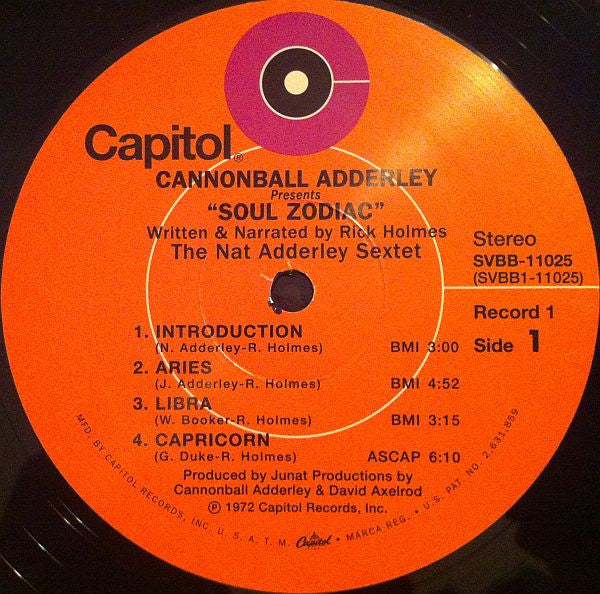 Capitol®
CANNONBALL ADDERLEY
Presents
"SOUL ZODIAC"
Written & Narrated by Rick Holmes
The Nat Adderley Sextet
Stereo
SVBB-11025
(SVBB1-11025)
Record 1
Side 1
1. INTRODUCTION
(N. Adderley-R. Holmes) BMI 3:00
2. ARIES
(J. Adderley-R. Holmes) BMI 4:52
3. LIBRA
(W. Booker-R. Holmes) BMI 3:15
4. CAPRICORN
(G. Duke-R. Holmes) ASCAP 6:10
Produced by Junat Productions by
Cannonball Adderley & David Axelrod
℗ 1972 Capitol Records, Inc.
MFD. BY CAPITOL RECORDS, INC. U. S. A. T. M. Capitol MARCA REG. • U. S. PAT. NO. 2,631,859